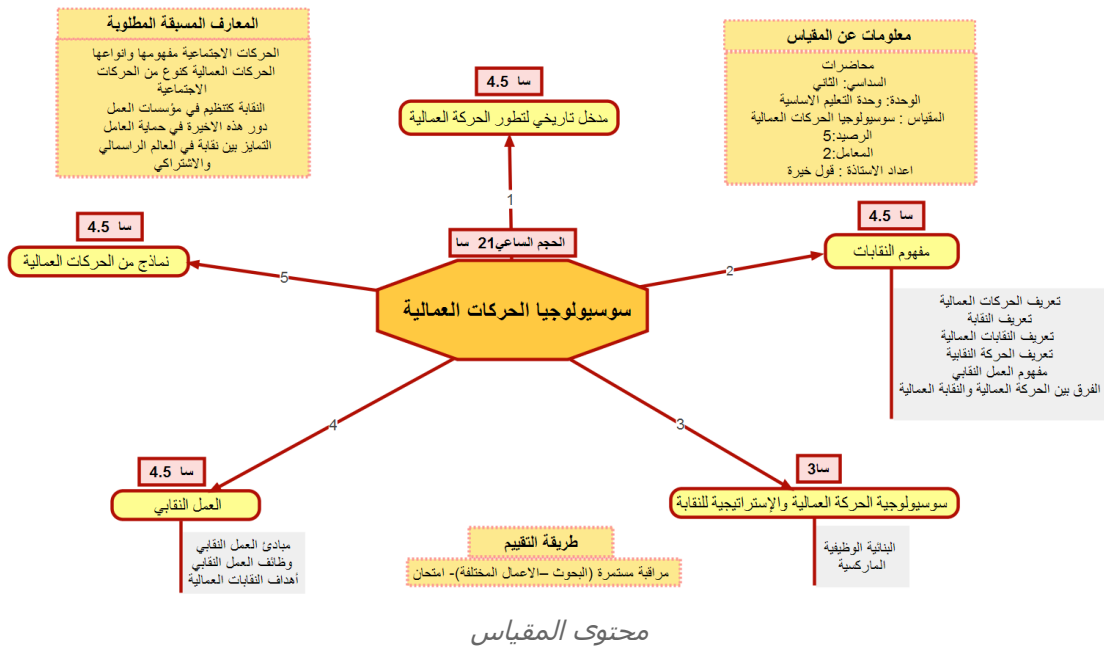 المعارف المسبقة المطلوبة
الحركات الاجتماعية مفهومها وانواعها
الحركات العمالية كنوع من الحركات
الاجتماعية
النقابة كتنظيم في مؤسسات العمل
دور هذه الاخيرة في حماية العامل
التمايز بين نقابة في العالم الراسمالي
والاشتراكي
معلومات عن المقياس
محاضرات
السداسي: الثاني
الوحدة: وحدة التعليم الاساسية
المقياس : سوسيولوجيا الحركات العمالية
الرصيد:5
المعامل:2
اعداد الاستاذة : قول خيرة
4.5 سا
مدخل تاريخي لتطور الحركة العمالية
1
الحجم الساعي21 سا
سوسيولوجيا الحركات العمالية
2
4.5 سا
مفهوم النقابات
تعريف الحركات العمالية
تعريف النقابة
تعريف النقابات العمالية
تعريف الحركة النقابية
مفهوم العمل النقابي
الفرق بين الحركة العمالية والنقابة العمالية
3
سا3
سوسيولوجية الحركة العمالية والإستراتيجية للنقابة
البنائية الوظيفية
الماركسية
4
4.5 سا
العمل النقابي
مبادئ العمل النقابي
وظائف العمل النقابي
أهداف النقابات العمالية
5
4.5 سا
نماذج من الحركات العمالية
طريقة التقييم
مراقبة مستمرة (البحوث –الاعمال المختلفة)- امتحان
محتوى المقياس